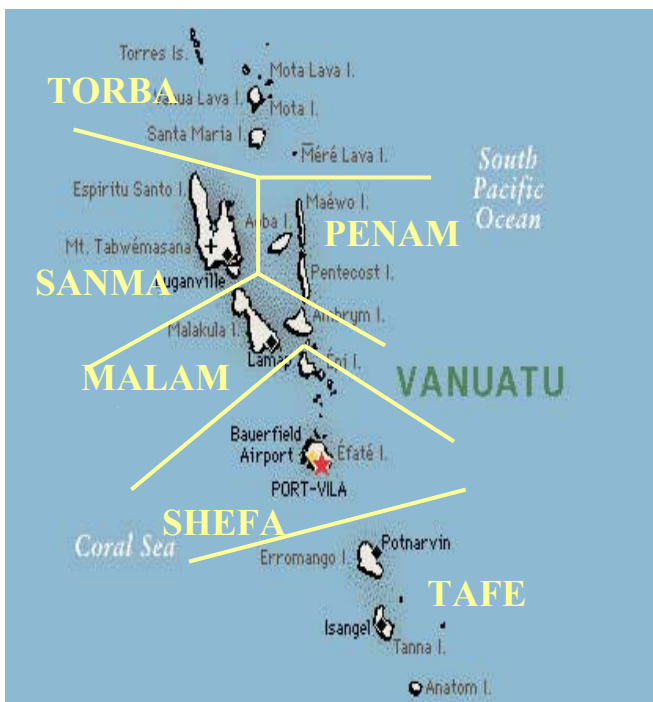 Torres Is.
Mota Lava I.
TORBA
Vanua Lava I.
Mota I.
Santa Maria I.
Méré Lava I.
South
Pacific
Ocean
Espiritu Santo I.
Maéwo I.
Aoba I.
PENAM
Mt. Tabwémasana
Pentecost I.
SANMA
Luganville
Ambrym I.
Malakula I.
Lamap
Épi I.
MALAM
VANUATU
Bauerfield
Airport
Éfaté I.
PORT-VILA
SHEFA
Coral Sea
Potnarvin
Erromango I.
TAFE
Isangel
Tanna I.
Anatom I.